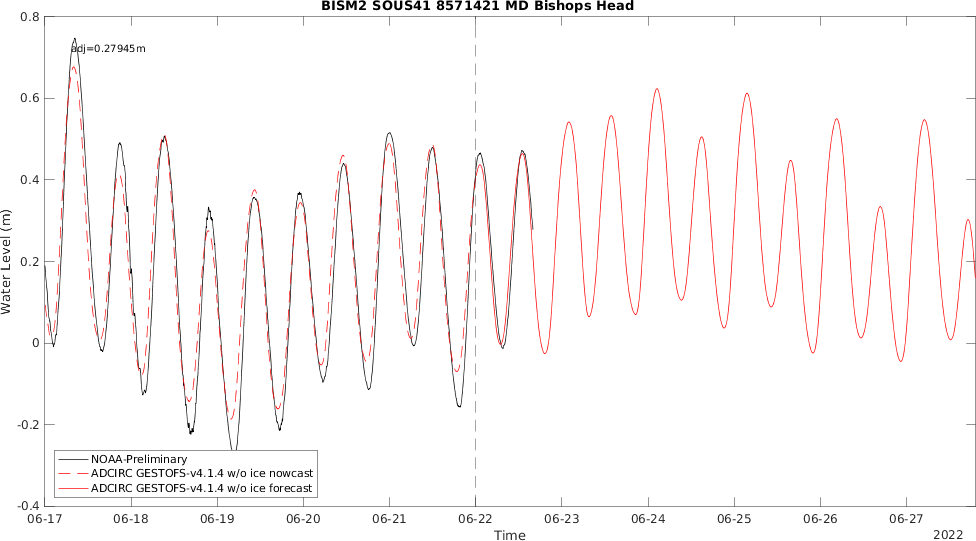 BISM2 SOUS41 8571421 MD Bishops Head
adj=0.27945m
Water Level (m)
0.8
0.6
0.4
0.2
0
-0.2
-0.4
NOAA-Preliminary
ADCIRC GESTOFS-v4.1.4 w/o ice nowcast
ADCIRC GESTOFS-v4.1.4 w/o ice forecast
06-17 06-18 06-19 06-20 06-21 06-22 06-23 06-24 06-25 06-26 06-27
Time
2022